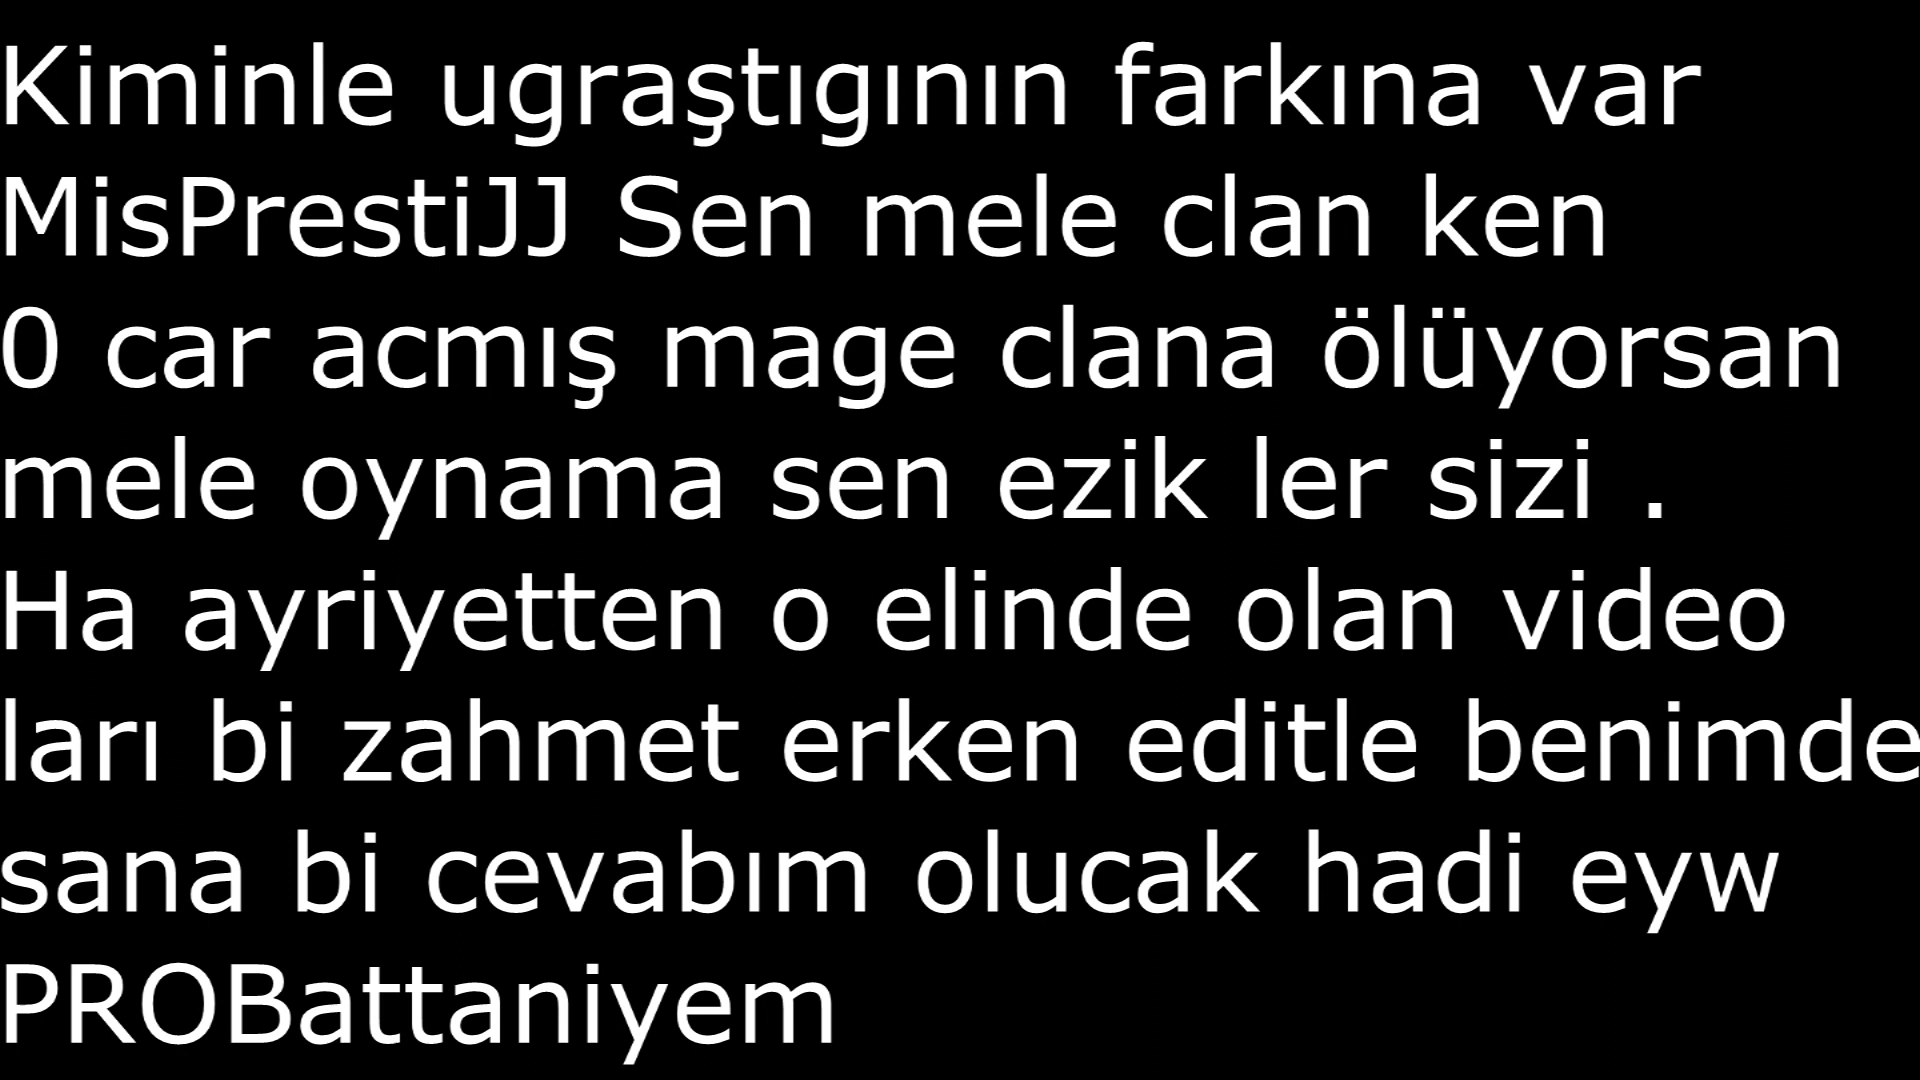 Kiminle ugraştıgının farkına var
MisPrestiJJ Sen mele clan ken
0 car acmış mage clana ölüyorsan
mele oynama sen ezik ler sizi .
Ha ayriyetten o elinde olan video
ları bi zahmet erken editle benimde
sana bi cevabım olucak hadi eyw
PROBattaniyem